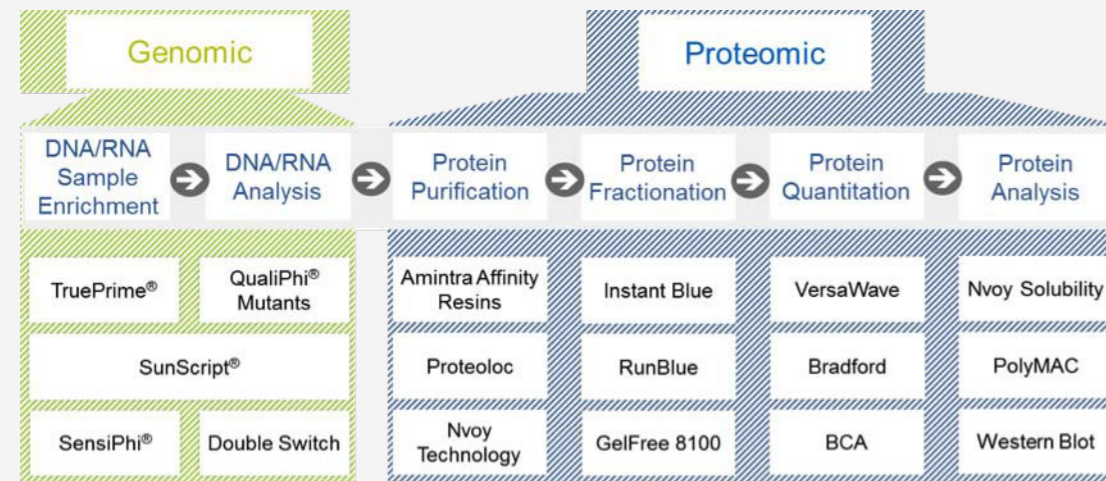 Genomic
Proteomic
DNA/RNA
Sample
Enrichment
DNA/RNA
Analysis
Protein
Purification
Protein
Fractionation
Protein
Quantitation
Protein
Analysis
TruePrime®
QualiPhi®
Mutants
Amintra Affinity
Resins
Instant Blue
VersaWave
Nvoy Solubility
SunScript®
Proteoloc
RunBlue
Bradford
PolyMAC
SensiPhi®
Double Switch
Nvoy
Technology
GelFree 8100
BCA
Western Blot